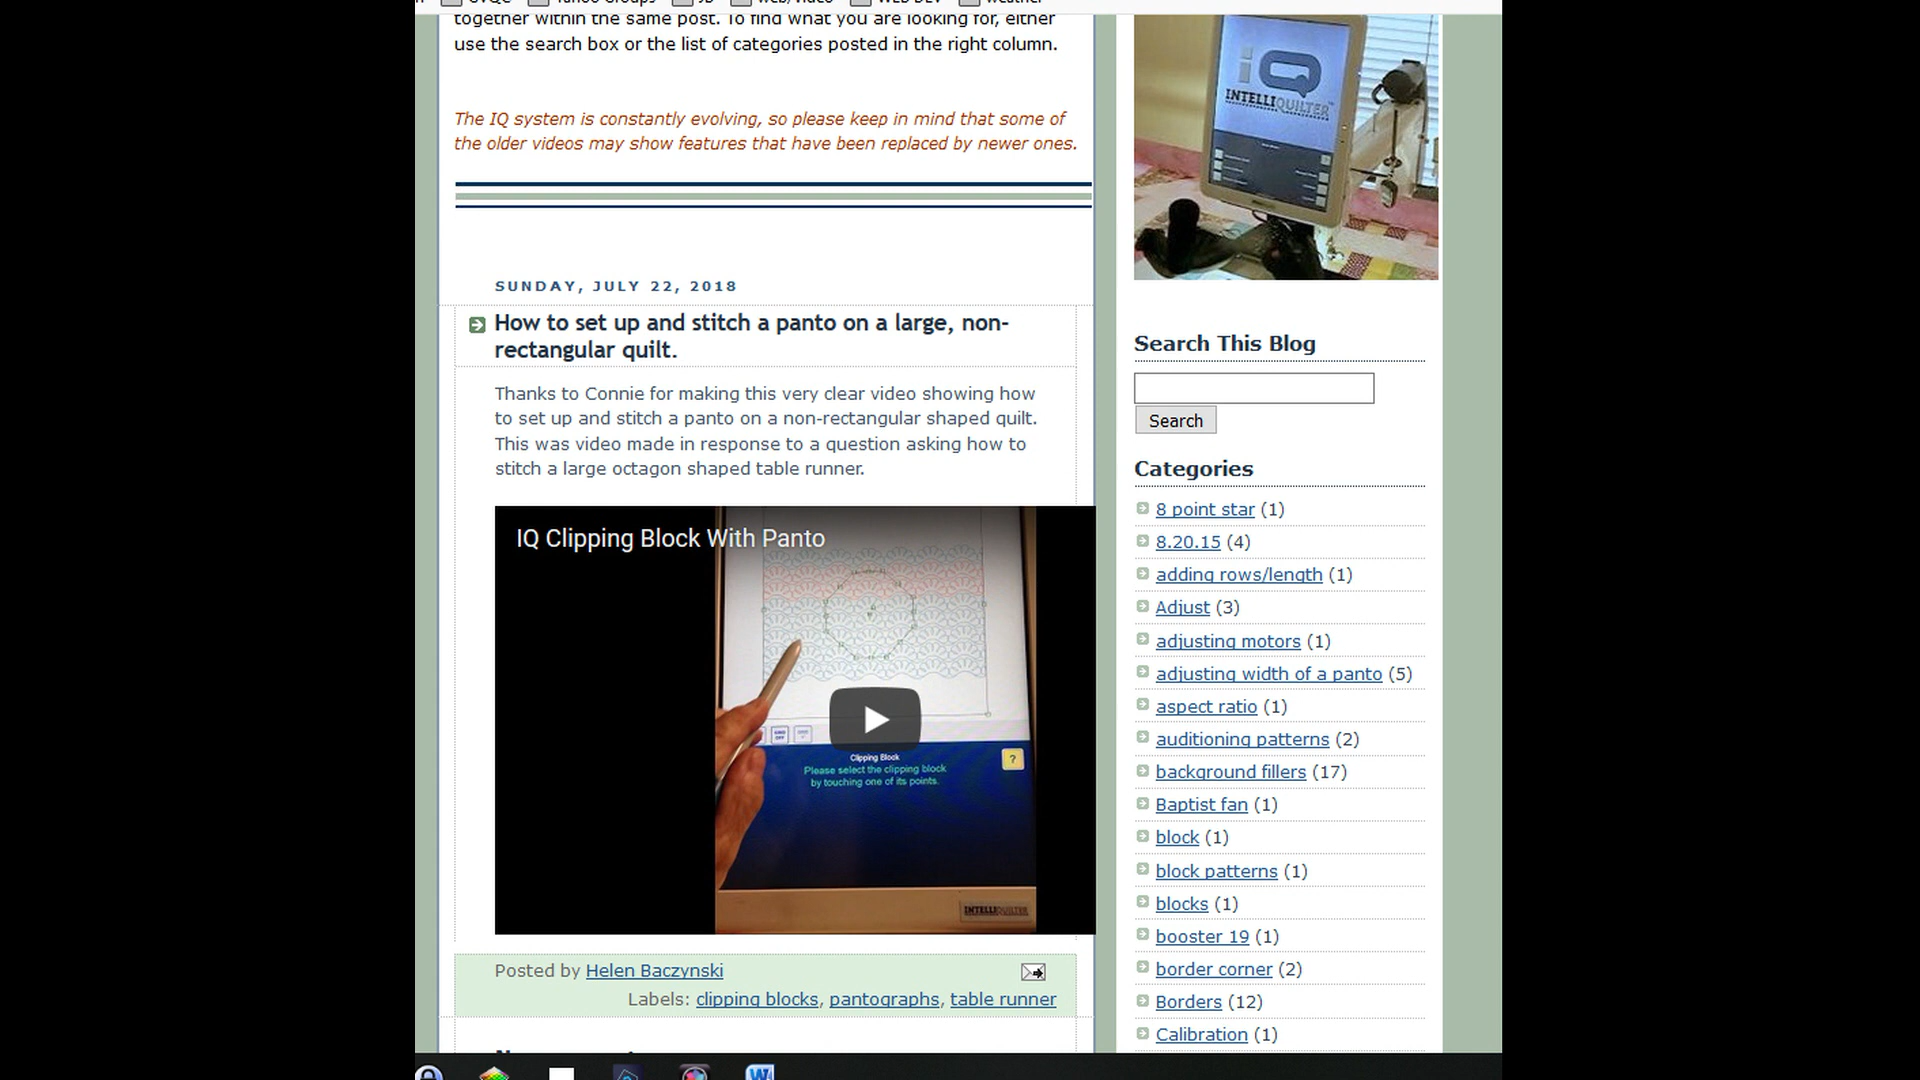 together within the same post. To find what you are looking for, either
use the search box or the list of categories posted in the right column.
The IQ system is constantly evolving, so please keep in mind that some of
the older videos may show features that have been replaced by newer ones.
SUNDAY, JULY 22, 2018
How to set up and stitch a panto on a large, non-
rectangular quilt.
Thanks to Connie for making this very clear video showing how
to set up and stitch a panto on a non-rectangular shaped quilt.
This was video made in response to a question asking how to
stitch a large octagon shaped table runner.
IQ Clipping Block With Panto
Clipping Block
Please select the clipping block
by touching one of its points.
?
INTELLIQUILTER
Posted by Helen Baczynski
Labels: clipping blocks, pantographs, table runner
iQ
INTELLIQUILTER
Search This Blog
Search
Categories
8 point star (1)
8.20.15 (4)
adding rows/length (1)
Adjust (3)
adjusting motors (1)
adjusting width of a panto (5)
aspect ratio (1)
auditioning patterns (2)
background fillers (17)
Baptist fan (1)
block (1)
block patterns (1)
blocks (1)
booster 19 (1)
border corner (2)
Borders (12)
Calibration (1)